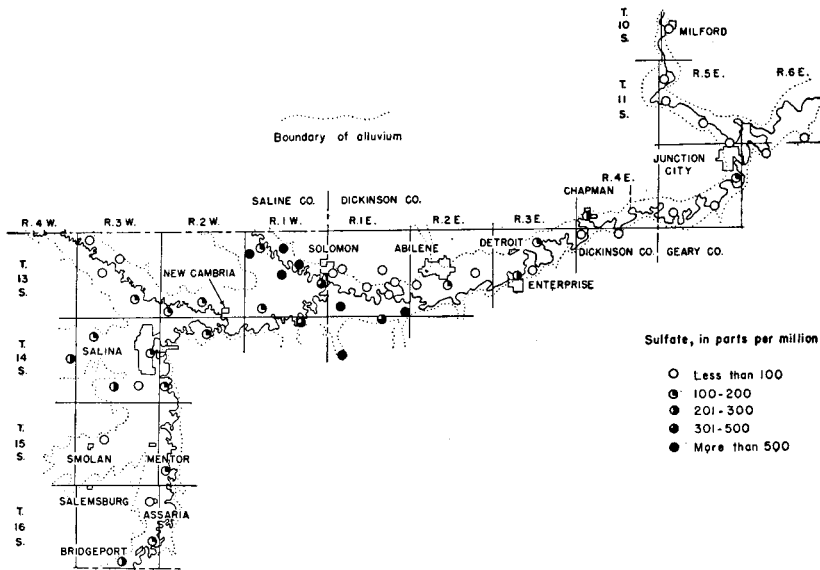 T.
10
S.
MILFORD
R.5 E.
R.6 E.
T.
11
S.
Boundary of alluvium
JUNCTION
CITY
R.4 E.
CHAPMAN
SALINE CO.
DICKINSON CO.
R.4 W.
R.3 W.
R.2 W.
R.1 W.
R.1 E.
R.2 E.
R.3 E.
SOLOMON
ABILENE
DETROIT
DICKINSON CO.
GEARY CO.
T.
13
S.
NEW CAMBRIA
ENTERPRISE
T.
14
S.
SALINA
Sulfate, in parts per million
Less than 100
100-200
201-300
301-500
More than 500
T.
15
S.
SMOLAN
MENTOR
SALEMSBURG
ASSARIA
T.
16
S.
BRIDGEPORT